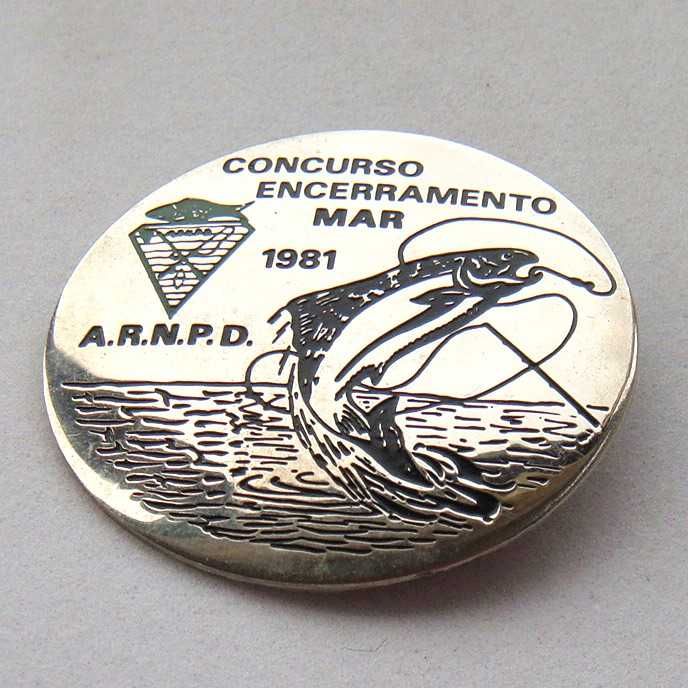 CONCURSO
ENCERRAMENTO
MAR
1981
A.R.N.P.D.